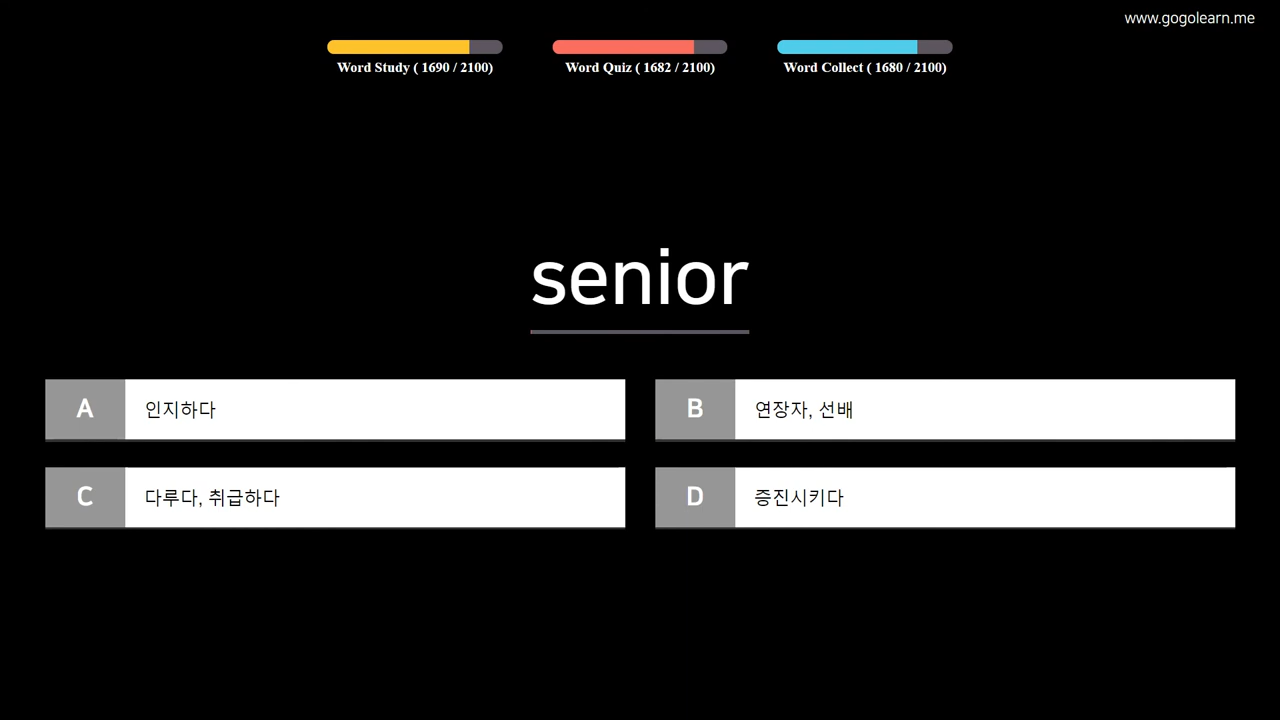 www.gogolearn.me
Word Study ( 1690 / 2100)
Word Quiz ( 1682 / 2100)
Word Collect ( 1680 / 2100)
senior
A 인지하다
B 연장자, 선배
C 다루다, 취급하다
D 증진시키다